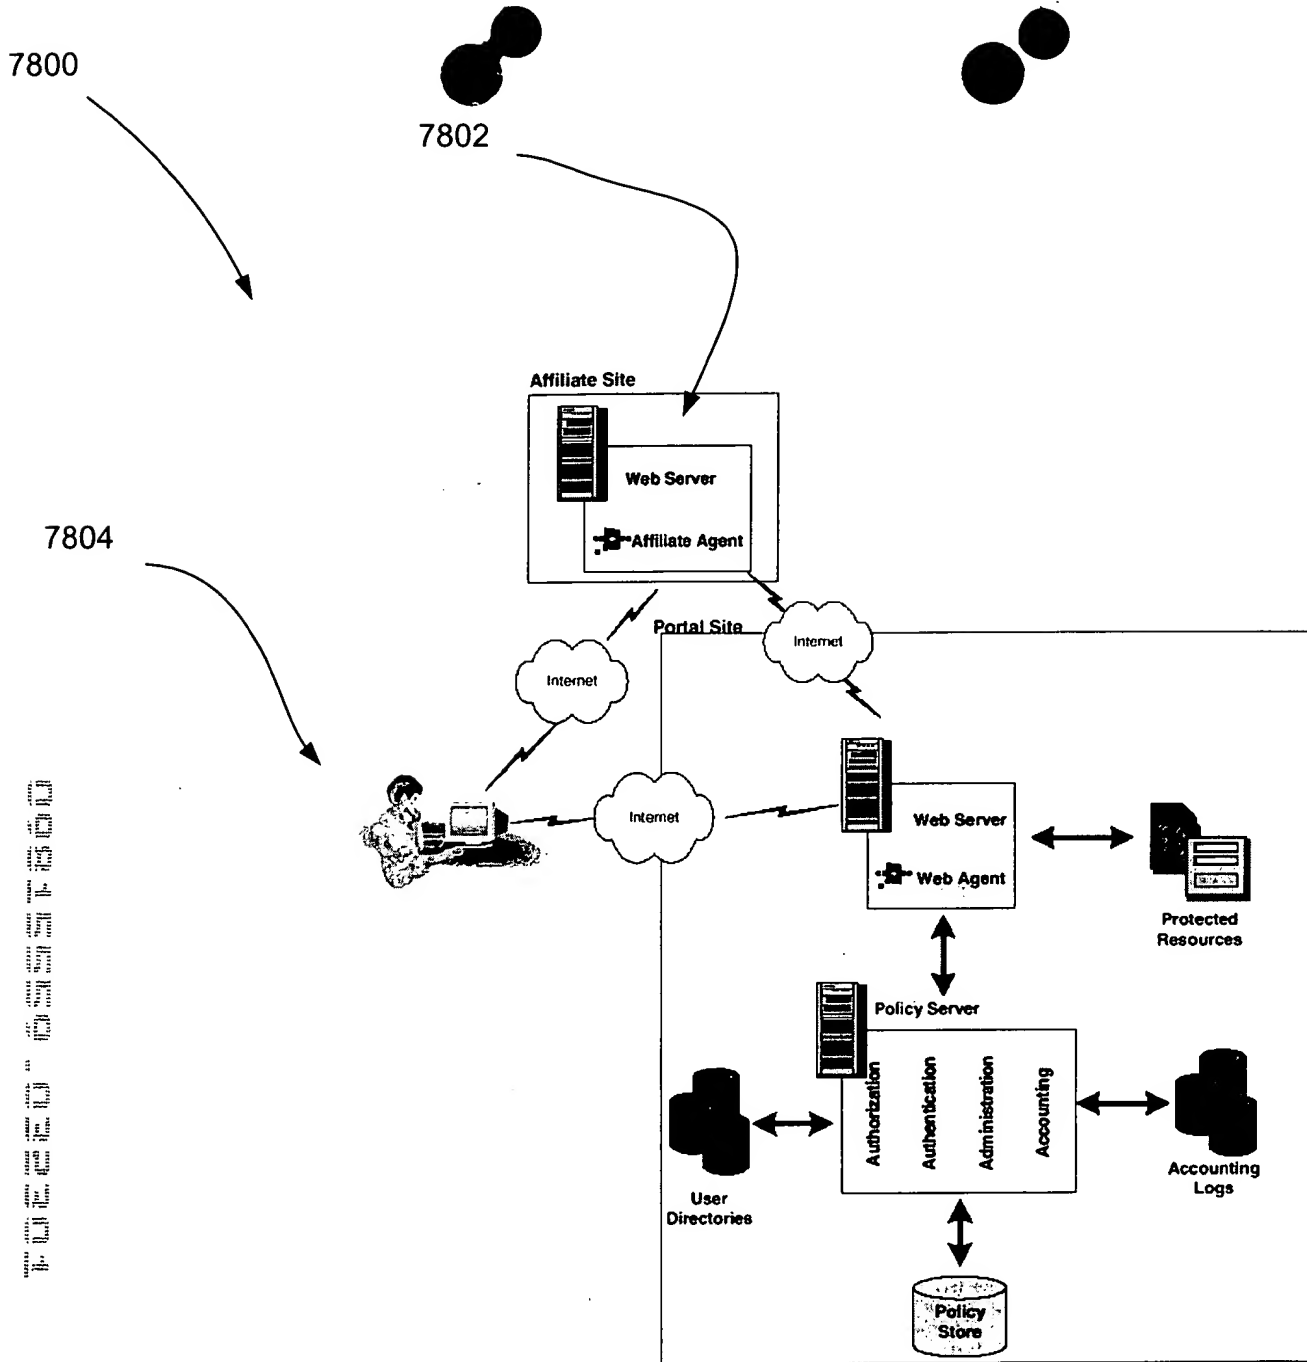 7800
7802
Affiliate Site
Web Server
Affiliate Agent
7804
Portal Site
Internet
Internet
Internet
Web Server
Web Agent
Protected
Resources
Policy Server
Authorization
Authentication
Administration
Accounting
User
Directories
Accounting
Logs
Policy
Store